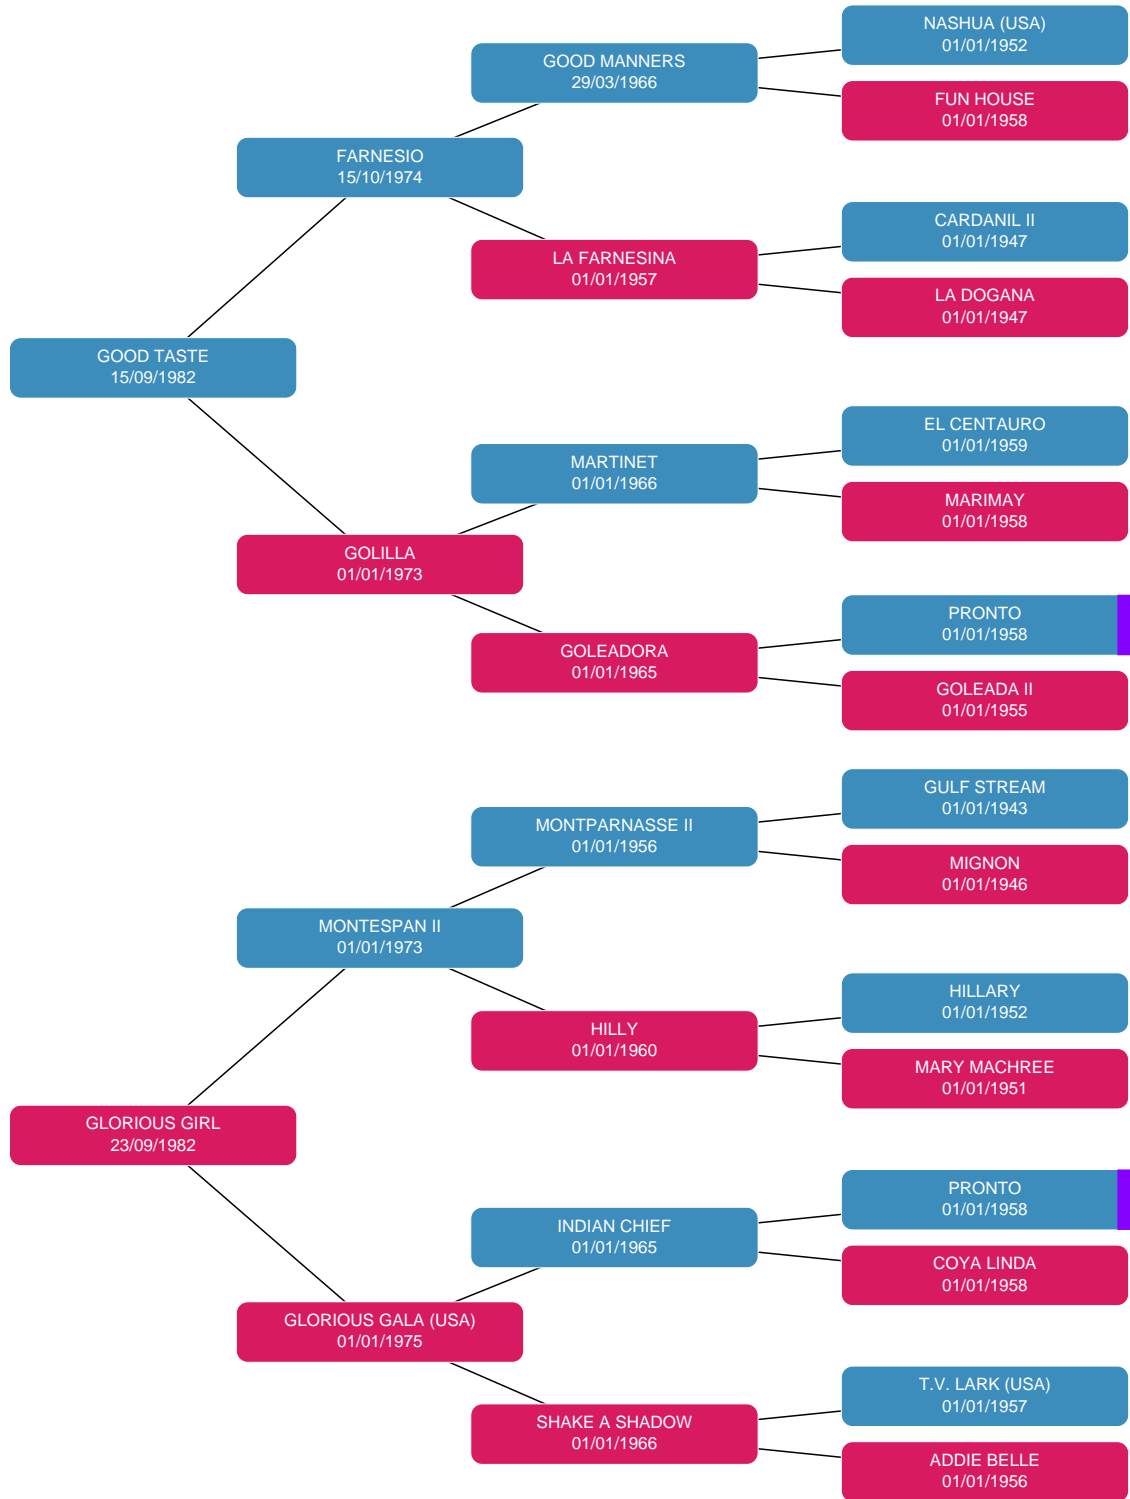 NASHUA (USA)
01/01/1952
GOOD MANNERS
29/03/1966
FUN HOUSE
01/01/1958
FARNESIO
15/10/1974
CARDANIL II
01/01/1947
LA FARNESINA
01/01/1957
LA DOGANA
01/01/1947
GOOD TASTE
15/09/1982
EL CENTAURO
01/01/1959
MARTINET
01/01/1966
MARIMAY
01/01/1958
GOLILLA
01/01/1973
PRONTO
01/01/1958
GOLEADORA
01/01/1965
GOLEADA II
01/01/1955
GULF STREAM
01/01/1943
MONTPARNASSE II
01/01/1956
MIGNON
01/01/1946
MONTESPAN II
01/01/1973
HILLARY
01/01/1952
HILLY
01/01/1960
MARY MACHREE
01/01/1951
GLORIOUS GIRL
23/09/1982
PRONTO
01/01/1958
INDIAN CHIEF
01/01/1965
COYA LINDA
01/01/1958
GLORIOUS GALA (USA)
01/01/1975
T.V. LARK (USA)
01/01/1957
SHAKE A SHADOW
01/01/1966
ADDIE BELLE
01/01/1956